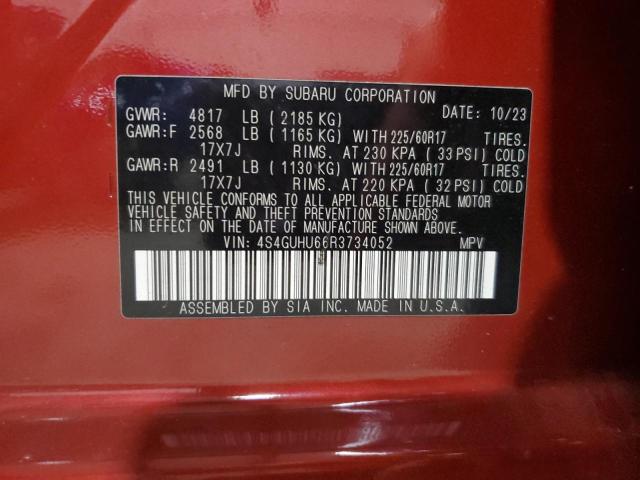 MFD BY SUBARU CORPORATION
GVWR: 4817 LB ( 2185 KG) DATE: 10/23
GAWR:F 2568 LB ( 1165 KG) WITH 225/60R17 TIRES.
17X7J RIMS. AT 230 KPA ( 33 PSI) COLD
GAWR:R 2491 LB ( 1130 KG) WITH 225/60R17 TIRES.
17X7J RIMS. AT 220 KPA ( 32 PSI) COLD
THIS VEHICLE CONFORMS TO ALL APPLICABLE FEDERAL MOTOR
VEHICLE SAFETY AND THEFT PREVENTION STANDARDS
IN EFFECT ON THE DATE OF MANUFACTURE SHOWN ABOVE.
VIN: 4S4GUHU66R3734052 MPV
ASSEMBLED BY SIA INC. MADE IN U.S.A.